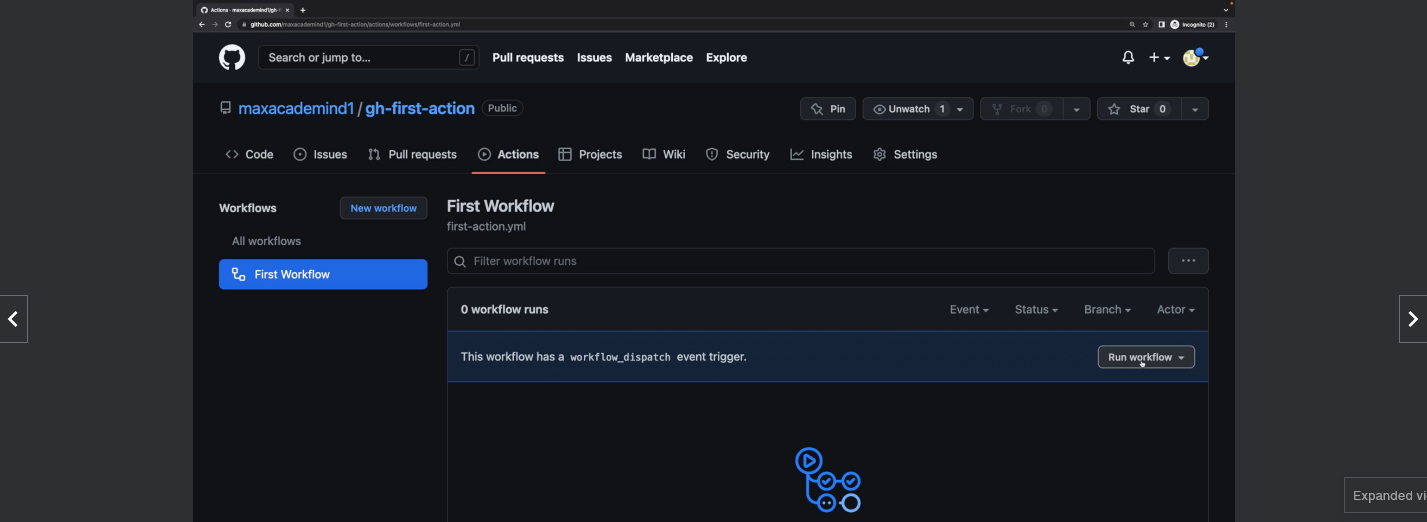 Actions · maxacademind1/gh-f
github.com/maxacademind1/gh-first-action/actions/workflows/first-action.yml
Incognito (2)
Search or jump to... /
Pull requests Issues Marketplace Explore
maxacademind1 / gh-first-action Public
Pin
Unwatch 1
Fork 0
Star 0
Code Issues Pull requests Actions Projects Wiki Security Insights Settings
Workflows
New workflow
All workflows
First Workflow
First Workflow
first-action.yml
Filter workflow runs
0 workflow runs
Event Status Branch Actor
This workflow has a workflow_dispatch event trigger.
Run workflow
Expanded vi